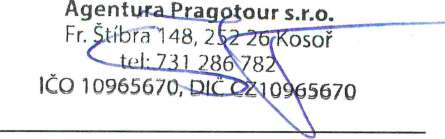 Agentura Pragotour s.r.o.
Fr. Štíbra 148, 252 26 Kosoř
tel: 731 286 782
IČO 10965670, DIČ CZ10965670